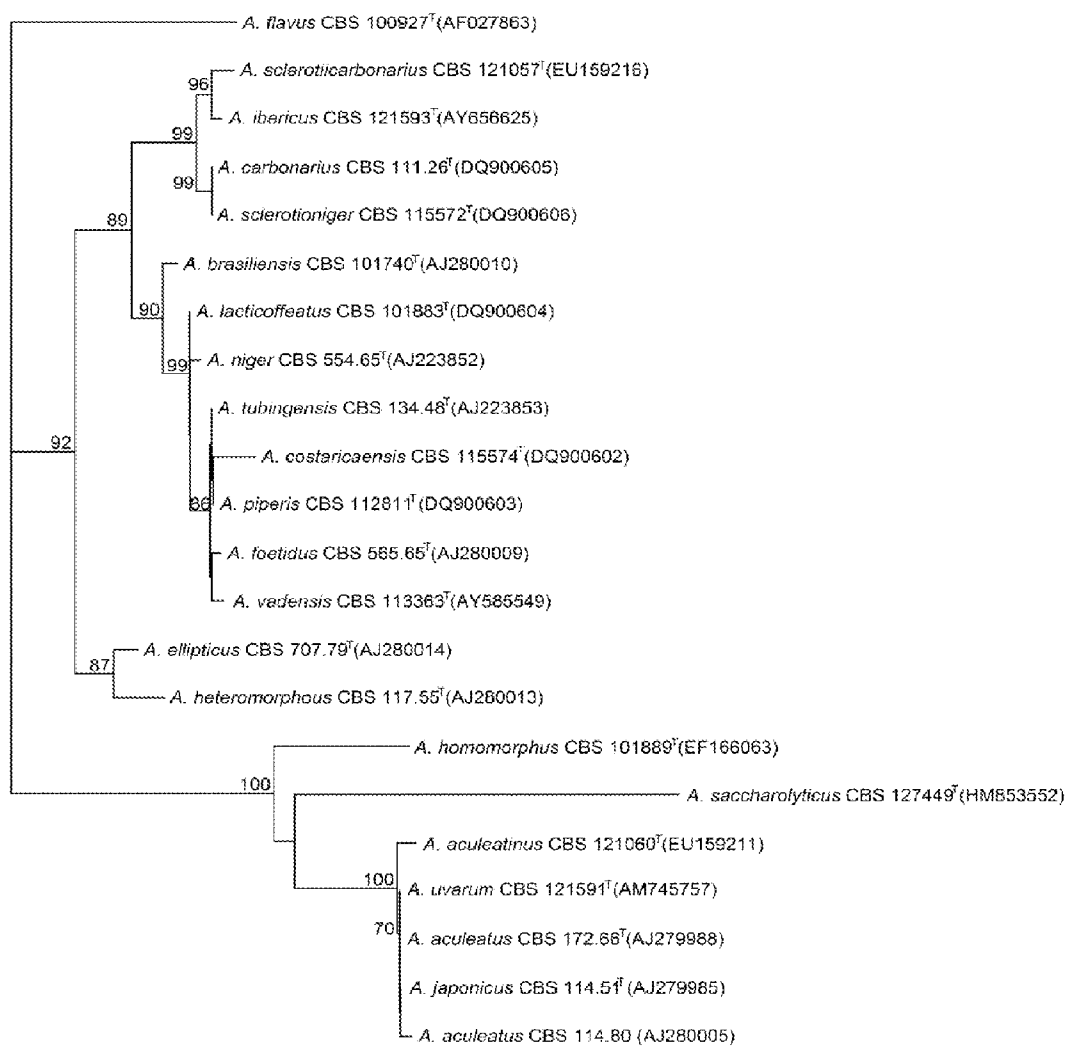 A. flavus CBS 100927ᵀ(AF027863)
A. sclerotiicarbonarius CBS 121057ᵀ(EU159216)
96
A. ibericus CBS 121593ᵀ(AY656625)
99
A. carbonarius CBS 111.26ᵀ(DQ900605)
99
A. sclerotioniger CBS 115572ᵀ(DQ900606)
89
A. brasiliensis CBS 101740ᵀ(AJ280010)
90
A. lacticoffeatus CBS 101883ᵀ(DQ900604)
A. niger CBS 554.65ᵀ(AJ223852)
99
A. tubingensis CBS 134.48ᵀ(AJ223853)
92
A. costaricaensis CBS 115574ᵀ(DQ900602)
A. piperis CBS 112811ᵀ(DQ900603)
A. foetidus CBS 565.65ᵀ(AJ280009)
A. vadensis CBS 113363ᵀ(AY585549)
A. ellipticus CBS 707.79ᵀ(AJ280014)
87
A. heteromorphous CBS 117.55ᵀ(AJ280013)
A. homomorphus CBS 101889ᵀ(EF166063)
100
A. saccharolyticus CBS 127449ᵀ(HM853552)
A. aculeatinus CBS 121060ᵀ(EU159211)
100
A. uvarum CBS 121591ᵀ(AM745757)
70
A. aculeatus CBS 172.66ᵀ(AJ279988)
A. japonicus CBS 114.51ᵀ(AJ279985)
A. aculeatus CBS 114.80 (AJ280005)